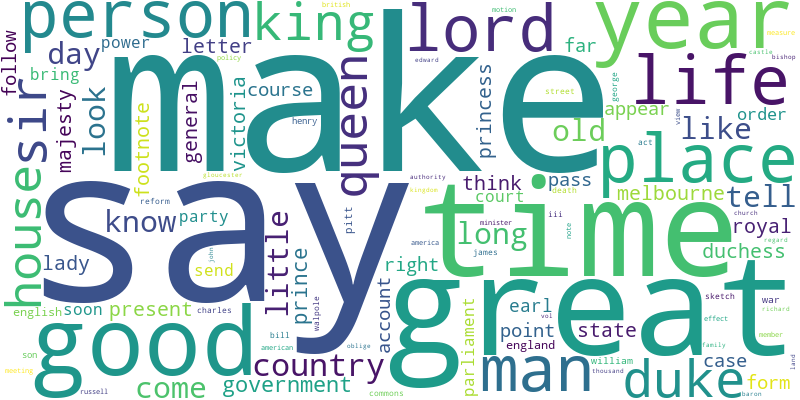 british
motion
person
king
make
lord
year
day
power
letter
far
edward
measure
castle
bishop
follow
bring
policy
look
majesty
general
victoria
course
henry
queen
princess
street
old
george
appear
life
view
order
like
sir
footnote
place
act
say
think
pass
melbourne
tell
gloucester
authority
kingdom
death
court
time
church
house
know
reform
party
little
pitt
minister
iii
long
royal
lady
john
america
james
note
regard
duchess
send
prince
right
great
english
soon
present
charles
walpole
account
parliament
earl
sketch
war
richard
vol
point
state
effect
member
good
bill
american
oblige
england
family
land
son
country
man
william
case
meeting
come
government
thousand
duke
form
russell
commons
baron